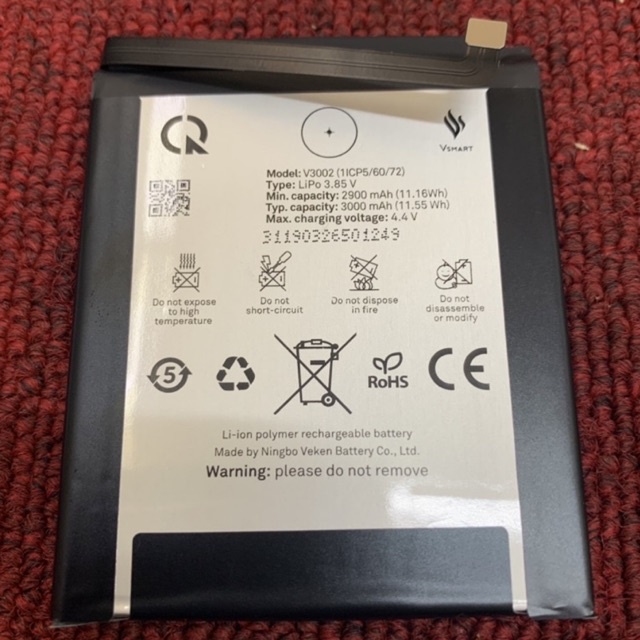 VSMART
Model: V3002 (1ICP5/60/72)
Type: LiPo 3.85 V
Min. capacity: 2900 mAh (11.16Wh)
Typ. capacity: 3000 mAh (11.55 Wh)
Max. charging voltage: 4.4 V
31190326501249
Do not expose
to high
temperature
Do not
short-circuit
Do not dispose
in fire
Do not
disassemble
or modify
5
RoHS
CE
Li-ion polymer rechargeable battery
Made by Ningbo Veken Battery Co., Ltd.
Warning: please do not remove